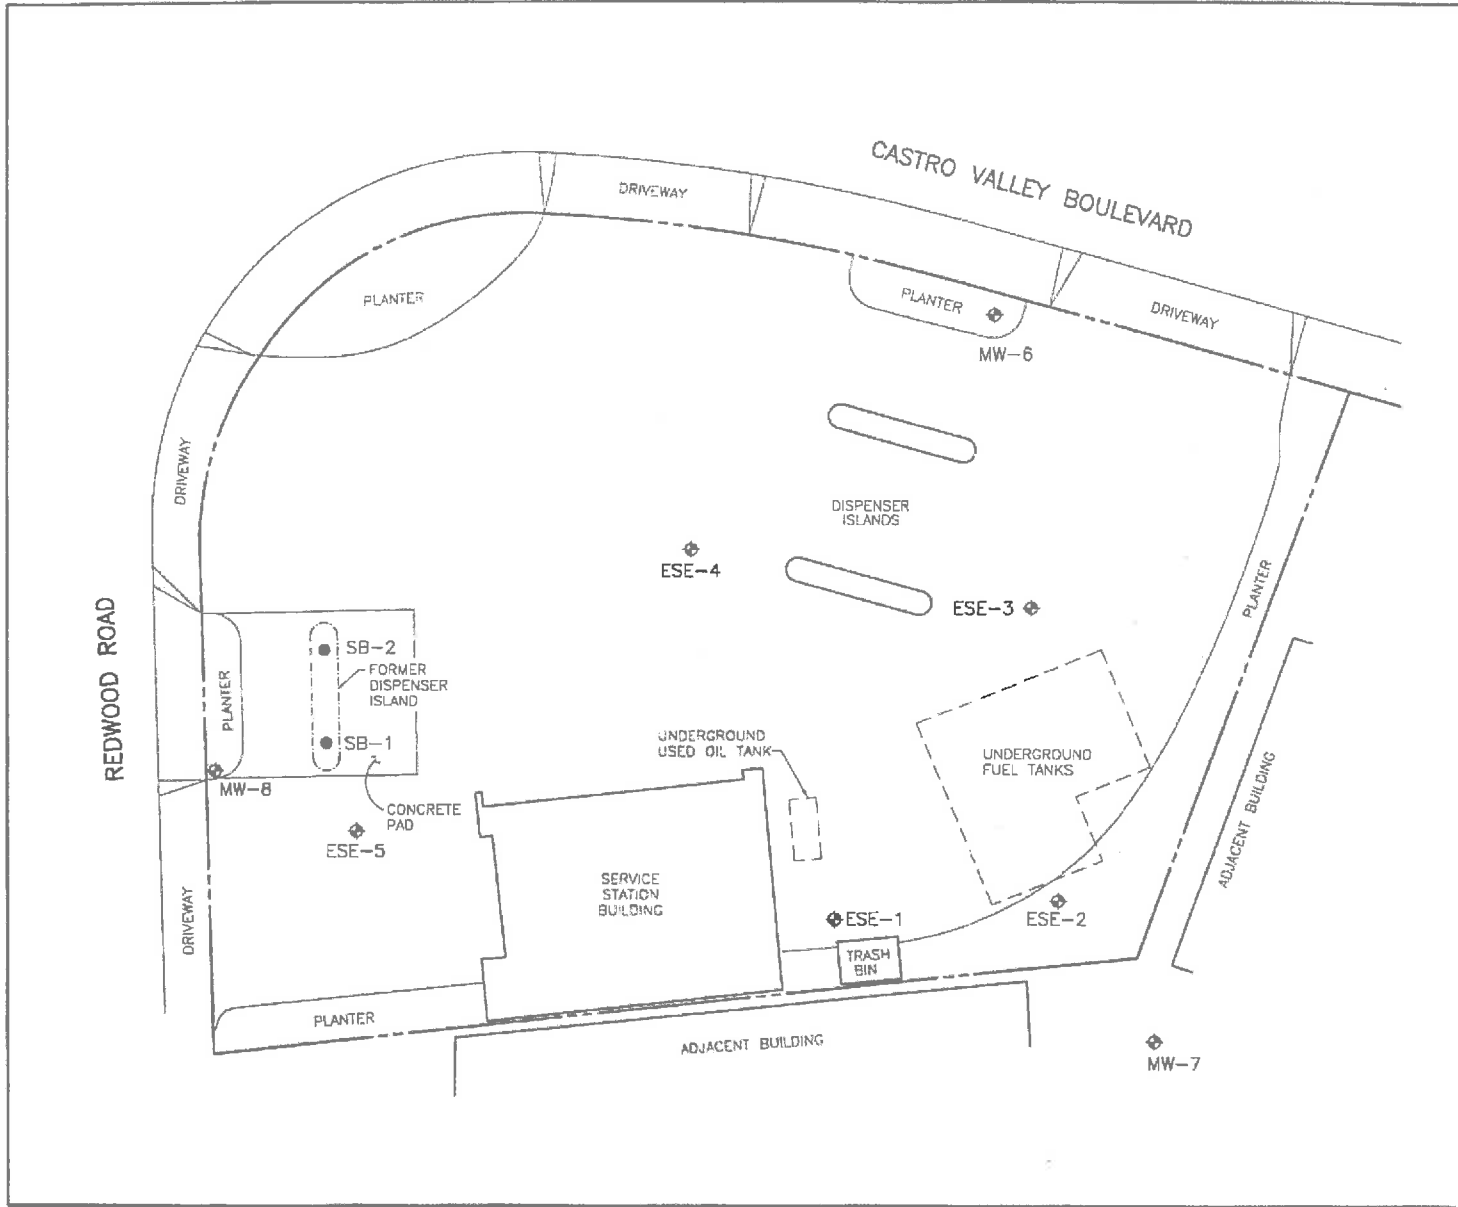 CASTRO VALLEY BOULEVARD
DRIVEWAY
PLANTER
PLANTER
DRIVEWAY
MW-6
DRIVEWAY
DISPENSER
ISLANDS
ESE-4
ESE-3
PLANTER
REDWOOD ROAD
SB-2
FORMER
DISPENSER
ISLAND
PLANTER
SB-1
UNDERGROUND
USED OIL TANK
UNDERGROUND
FUEL TANKS
MW-8
CONCRETE
PAD
ESE-5
ADJACENT BUILDING
SERVICE
STATION
BUILDING
DRIVEWAY
ESE-1
ESE-2
TRASH
BIN
PLANTER
ADJACENT BUILDING
MW-7